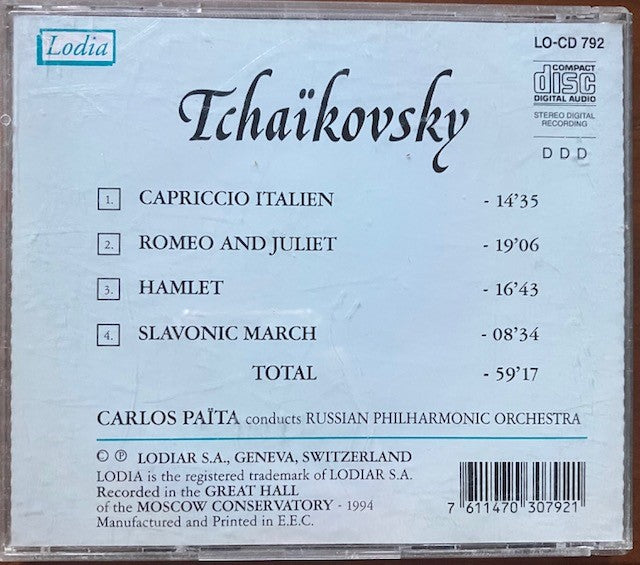 Lodia
LO-CD 792
COMPACT
disc
DIGITAL AUDIO
STEREO DIGITAL
RECORDING
D D D
Tchaïkovsky
1. CAPRICCIO ITALIEN - 14'35
2. ROMEO AND JULIET - 19'06
3. HAMLET - 16'43
4. SLAVONIC MARCH - 08'34
TOTAL - 59'17
CARLOS PAÏTA conducts RUSSIAN PHILHARMONIC ORCHESTRA
© ℗ LODIAR S.A., GENEVA, SWITZERLAND
LODIA is the registered trademark of LODIAR S.A.
Recorded in the GREAT HALL
of the MOSCOW CONSERVATORY - 1994
Manufactured and Printed in E.E.C.
7 611470 307921